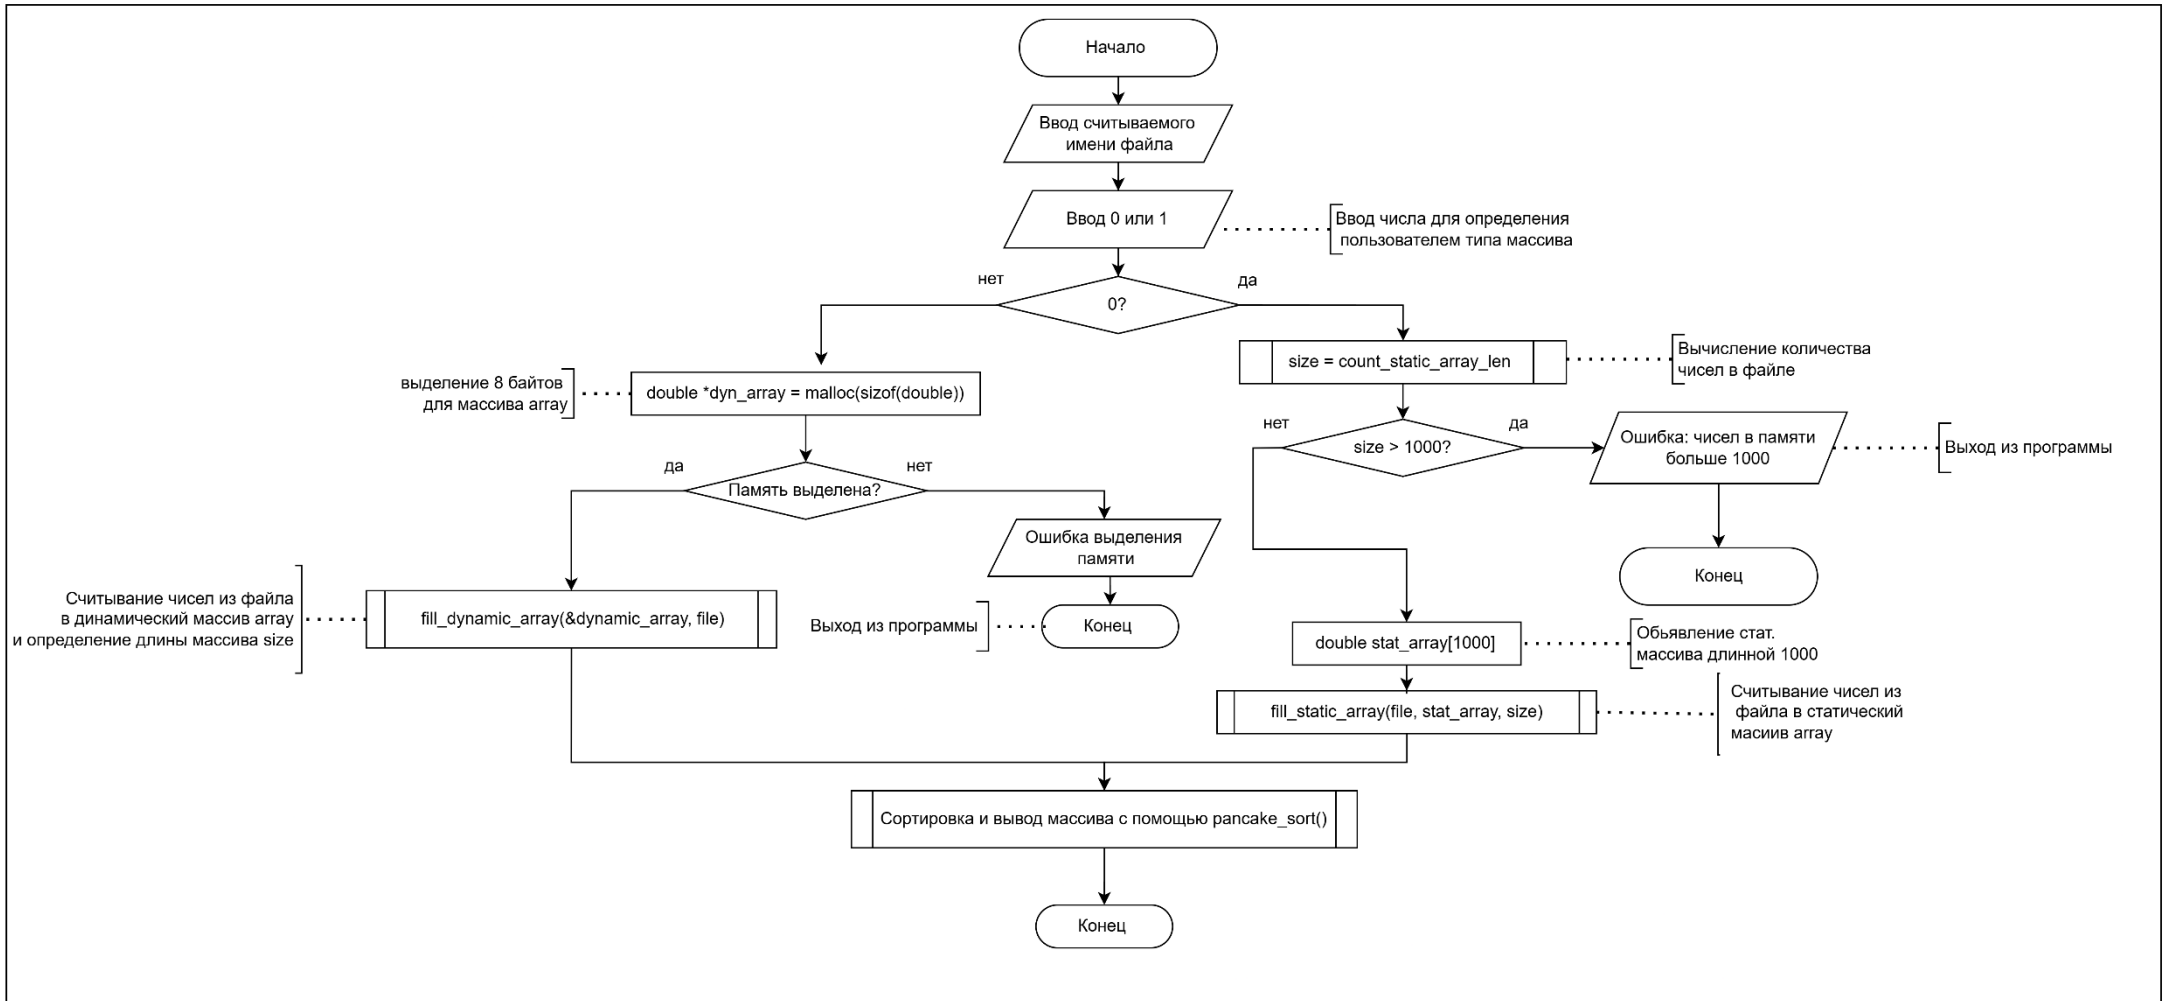 Начало
Ввод считываемого
имени файла
Ввод 0 или 1
Ввод числа для определения
пользователем типа массива
нет
да
0?
size = count_static_array_len
Вычисление количества
чисел в файле
выделение 8 байтов
для массива array
double *dyn_array = malloc(sizof(double))
нет
да
size > 1000?
Ошибка: чисел в памяти
больше 1000
Выход из программы
да
нет
Память выделена?
Ошибка выделения
памяти
Конец
Считывание чисел из файла
в динамический массив array
и определение длины массива size
fill_dynamic_array(&dynamic_array, file)
Выход из программы
Конец
double stat_array[1000]
Обьявление стат.
массива длинной 1000
fill_static_array(file, stat_array, size)
Считывание чисел из
файла в статический
масиив array
Сортировка и вывод массива с помощью pancake_sort()
Конец